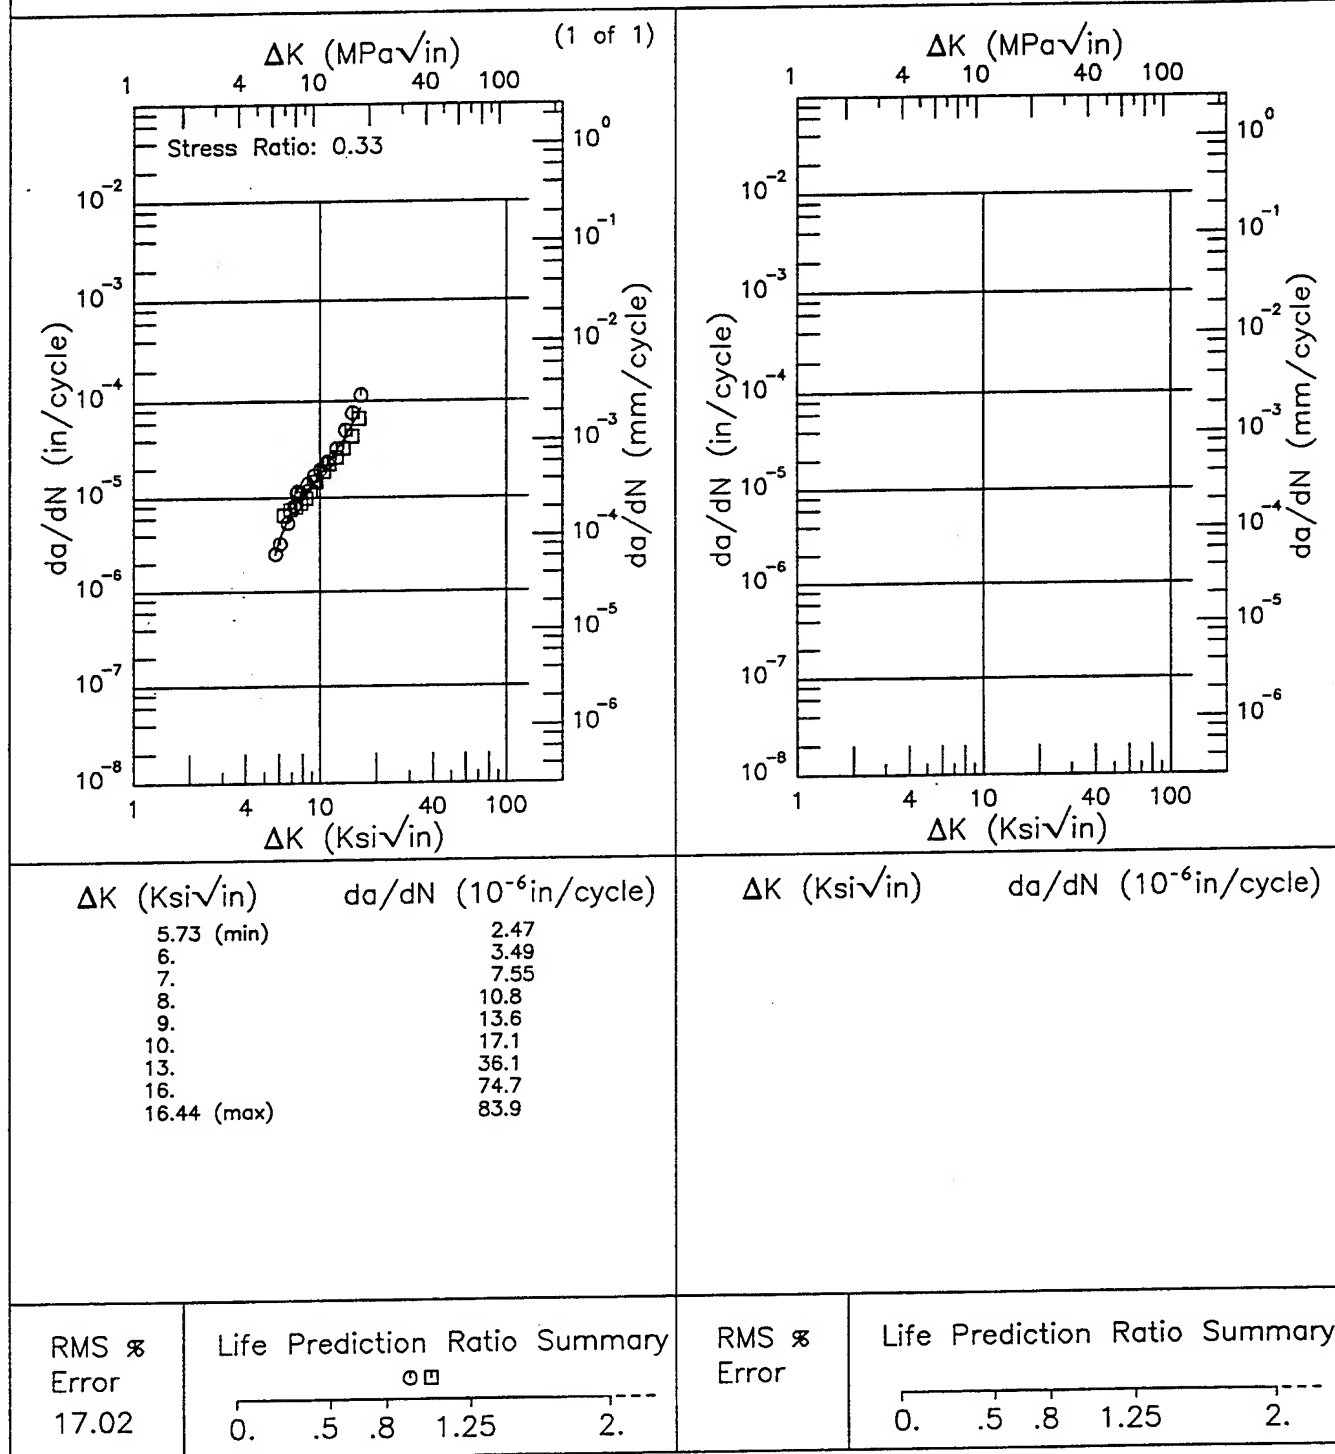 (1 of 1)
ΔK (MPa√in)
1 4 10 40 100
Stress Ratio: 0.33
10⁰
10⁻²
10⁻¹
10⁻³
10⁻²
10⁻⁴
10⁻³
10⁻⁵
10⁻⁴
10⁻⁶
10⁻⁵
10⁻⁷
10⁻⁶
10⁻⁸
da/dN (in/cycle)
da/dN (mm/cycle)
1 4 10 40 100
ΔK (Ksi√in)
ΔK (MPa√in)
1 4 10 40 100
10⁰
10⁻²
10⁻¹
10⁻³
10⁻²
10⁻⁴
10⁻³
10⁻⁵
10⁻⁴
10⁻⁶
10⁻⁵
10⁻⁷
10⁻⁶
10⁻⁸
da/dN (in/cycle)
da/dN (mm/cycle)
1 4 10 40 100
ΔK (Ksi√in)
ΔK (Ksi√in) da/dN (10⁻⁶in/cycle)
5.73 (min) 2.47
6. 3.49
7. 7.55
8. 10.8
9. 13.6
10. 17.1
13. 36.1
16. 74.7
16.44 (max) 83.9
ΔK (Ksi√in) da/dN (10⁻⁶in/cycle)
RMS %
Error
17.02
Life Prediction Ratio Summary
0. .5 .8 1.25 2.
RMS %
Error
Life Prediction Ratio Summary
0. .5 .8 1.25 2.